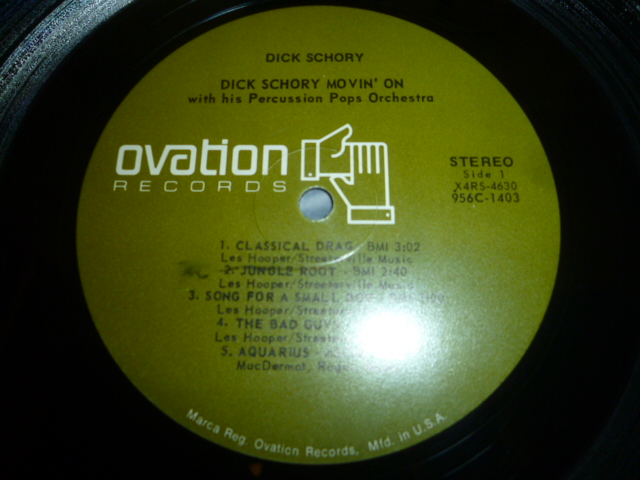 DICK SCHORY
DICK SCHORY MOVIN' ON
with his Percussion Pops Orchestra
ovation
RECORDS
STEREO
Side 1
X4RS-4630
956C-1403
1. CLASSICAL DRAG - BMI 3:02
Les Hooper/Streeterville Music
2. JUNGLE ROOT - BMI 2:40
Les Hooper/Streeterville Music
3. SONG FOR A SMALL
Les Hooper/
4. THE BAD GUY
Les Hooper/
5. AQUARIUS -
MacDermot,
Marca Reg. Ovation Records, Mfd. in U.S.A.